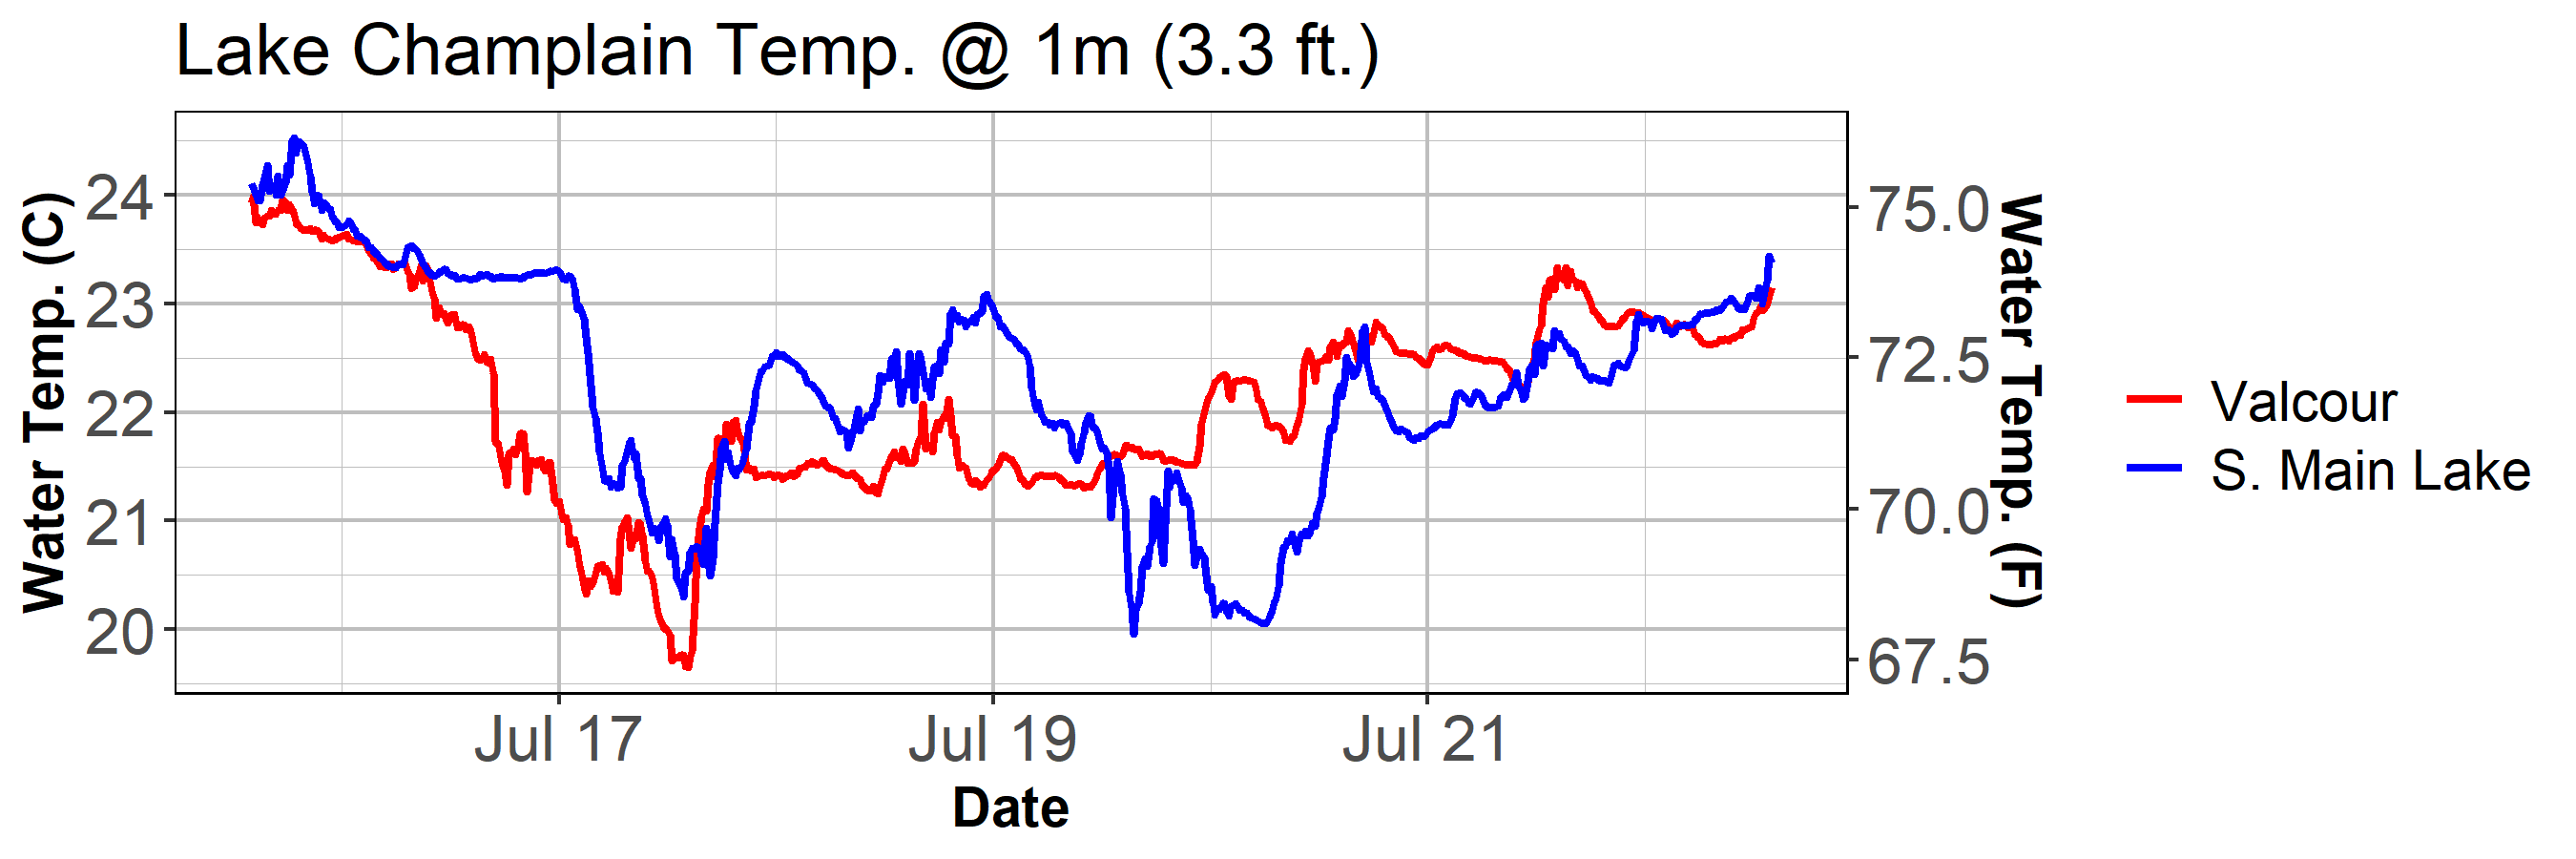 Lake Champlain Temp. @ 1m (3.3 ft.)
Water Temp. (C)
24
23
22
21
20
75.0
72.5
70.0
67.5
Water Temp. (F)
Jul 17
Jul 19
Jul 21
Date
Valcour
S. Main Lake